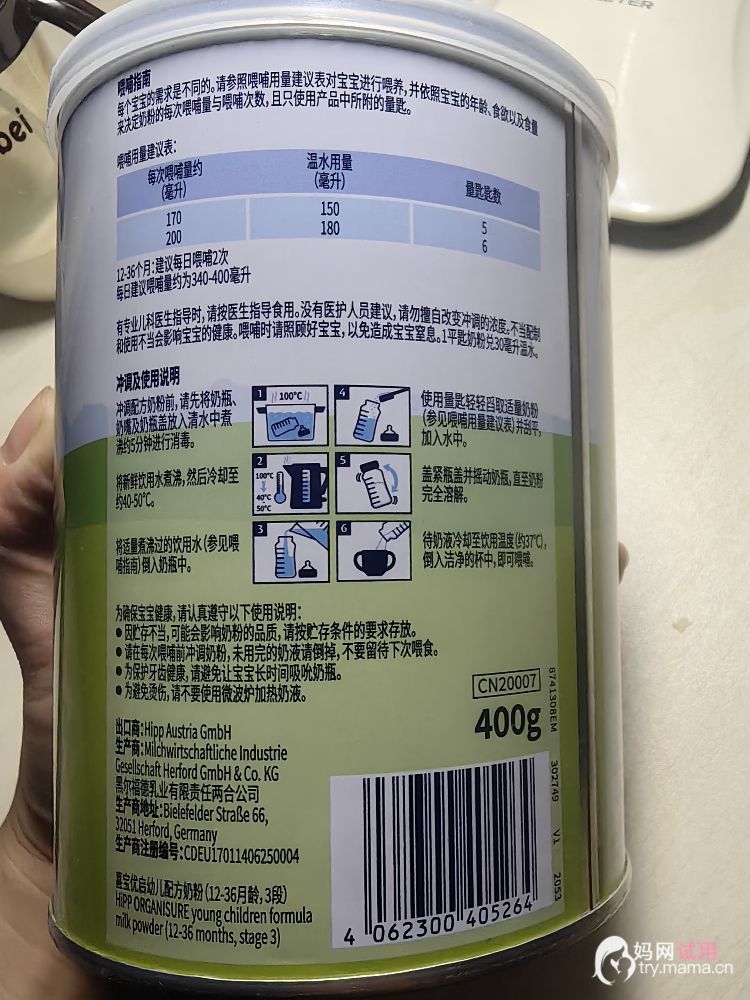 喂哺指南
每个宝宝的需求是不同的。请参照喂哺用量建议表对宝宝进行喂养,并依照宝宝的年龄、食欲以及食量
来决定奶粉的每次喂哺量与喂哺次数,且只使用产品中所附的量匙。
喂哺用量建议表:
每次喂哺量约
(毫升)
温水用量
(毫升)
量匙匙数
170 150 5
200 180 6
12-36个月:建议每日喂哺2次
每日建议喂哺量约为340-400毫升
有专业儿科医生指导时,请按医生指导食用。没有医护人员建议,请勿擅自改变冲调的浓度。不当配制
和使用不当会影响宝宝的健康。喂哺时请照顾好宝宝,以免造成宝宝窒息。1平匙奶粉兑30毫升温水。
冲调及使用说明
冲调配方奶粉前,请先将奶瓶、
奶嘴及奶瓶盖放入清水中煮
沸约5分钟进行消毒。
1
100°C
将新鲜饮用水煮沸,然后冷却至
约40-50°C。
2
100°C
40°C
50°C
将适量煮沸过的饮用水(参见喂
哺指南)倒入奶瓶中。
3
4
使用量匙轻轻舀取适量奶粉
(参见喂哺用量建议表)并刮平,
加入水中。
5
盖紧瓶盖并摇动奶瓶,直至奶粉
完全溶解。
6
待奶液冷却至饮用温度(约37°C),
倒入洁净的杯中,即可喂哺。
为确保宝宝健康,请认真遵守以下使用说明:
● 因贮存不当,可能会影响奶粉的品质,请按贮存条件的要求存放。
● 请在每次喂哺前冲调奶粉,未用完的奶液请倒掉,不要留待下次喂食。
● 为保护牙齿健康,请避免让宝宝长时间吸吮奶瓶。
● 为避免烫伤,请不要使用微波炉加热奶液。
CN20007
400g
出口商:Hipp Austria GmbH
生产商:Milchwirtschaftliche Industrie
Gesellschaft Herford GmbH & Co. KG
黑尔福德乳业有限责任两合公司
生产商地址:Bielefelder Straße 66,
32051 Herford, Germany
生产商注册编号:CDEU17011406250004
喜宝优启幼儿配方奶粉(12-36月龄,3段)
HiPP ORGANISURE young children formula
milk powder (12-36 months, stage 3)
4 062300 405264
8741308EM 302749 V1 2053
bei
妈网试用
try.mama.cn